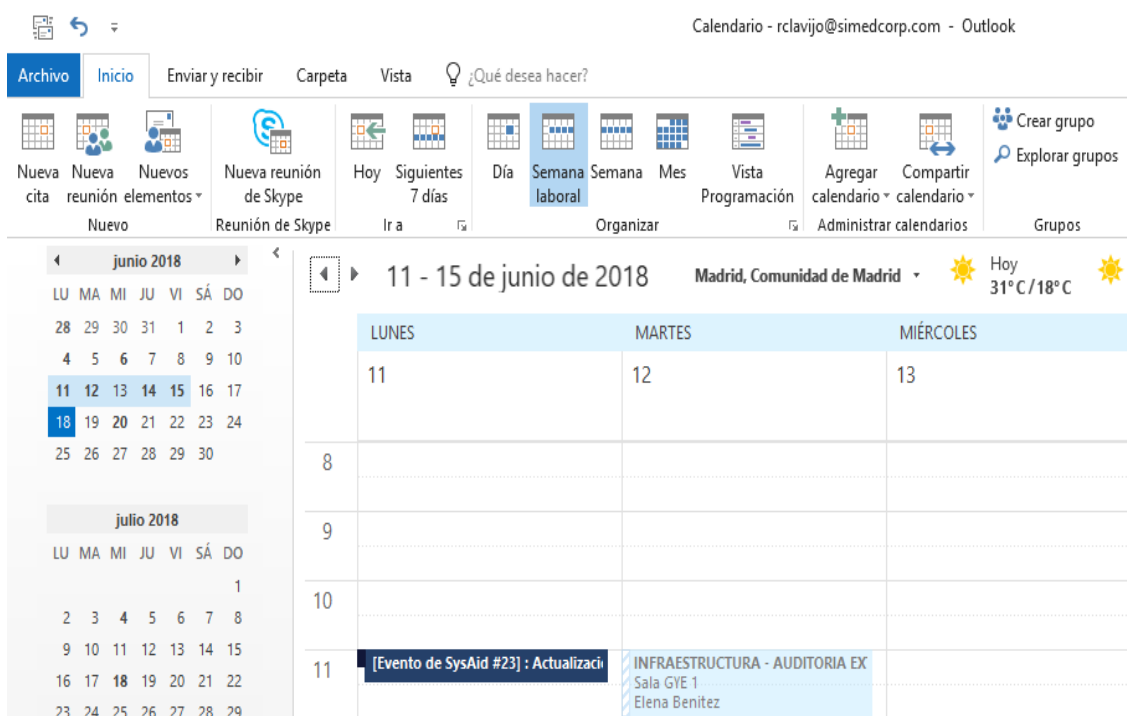 Calendario - rclavijo@simedcorp.com - Outlook
Archivo Inicio Enviar y recibir Carpeta Vista ¿Qué desea hacer?
Nueva cita
Nueva reunión
Nuevos elementos
Nuevo
Nueva reunión de Skype
Reunión de Skype
Hoy
Siguientes 7 días
Ir a
Día
Semana laboral
Semana
Mes
Vista Programación
Organizar
Agregar calendario
Compartir calendario
Administrar calendarios
Crear grupo
Explorar grupos
Grupos
junio 2018
LU MA MI JU VI SÁ DO
28 29 30 31 1 2 3
4 5 6 7 8 9 10
11 12 13 14 15 16 17
18 19 20 21 22 23 24
25 26 27 28 29 30
julio 2018
LU MA MI JU VI SÁ DO
1
2 3 4 5 6 7 8
9 10 11 12 13 14 15
16 17 18 19 20 21 22
23 24 25 26 27 28 29
11 - 15 de junio de 2018
Madrid, Comunidad de Madrid
Hoy
31° C / 18° C
LUNES MARTES MIÉRCOLES
11 12 13
8
9
10
11
[Evento de SysAid #23] : Actualizaci
INFRAESTRUCTURA - AUDITORIA EX
Sala GYE 1
Elena Benitez